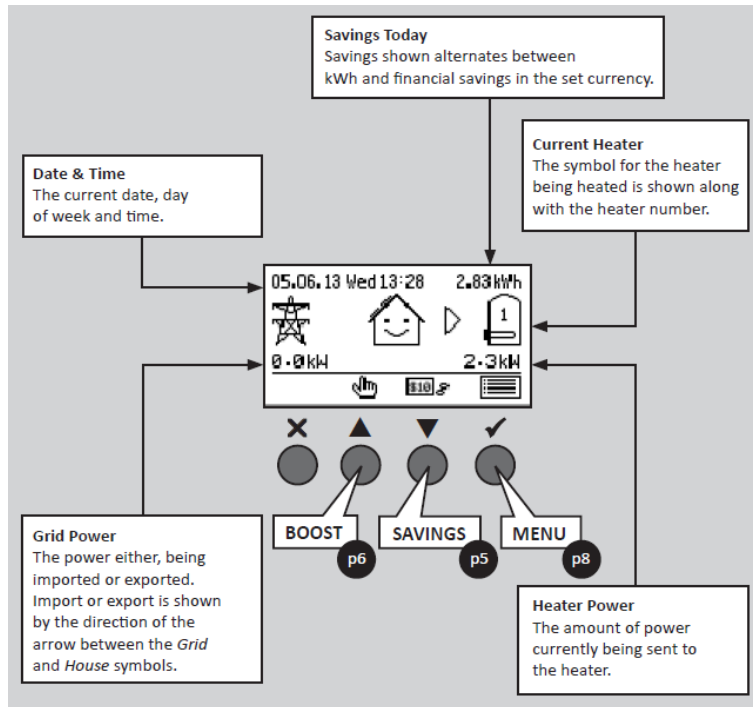 Savings Today
Savings shown alternates between
kWh and financial savings in the set currency.
Current Heater
The symbol for the heater
being heated is shown along
with the heater number.
Date & Time
The current date, day
of week and time.
05.06.13 Wed 13:28 2.83kWh
1
0.0kW 2.3kW
$10
BOOST SAVINGS MENU
p6 p5 p8
Grid Power
The power either, being
imported or exported.
Import or export is shown
by the direction of the
arrow between the Grid
and House symbols.
Heater Power
The amount of power
currently being sent to
the heater.